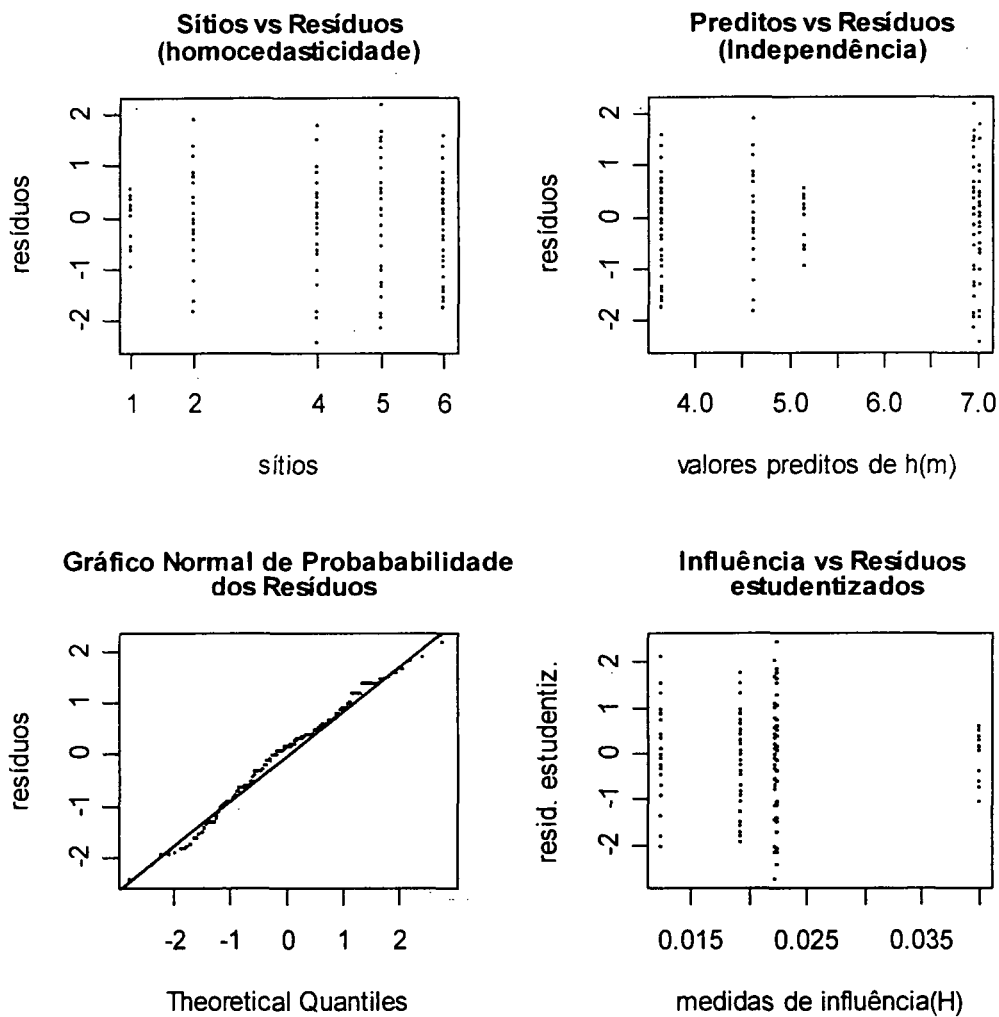 Sítios vs Resíduos
(homocedasticidade)
resíduos
2
1
0
-1
-2
1 2 4 5 6
sítios
Preditos vs Resíduos
(Independência)
resíduos
2
1
0
-1
-2
4.0 5.0 6.0 7.0
valores preditos de h(m)
Gráfico Normal de Probababilidade
dos Resíduos
resíduos
2
1
0
-1
-2
-2 -1 0 1 2
Theoretical Quantiles
Influência vs Resíduos
estudentizados
resid. estudentiz.
2
1
0
-1
-2
0.015 0.025 0.035
medidas de influência(H)